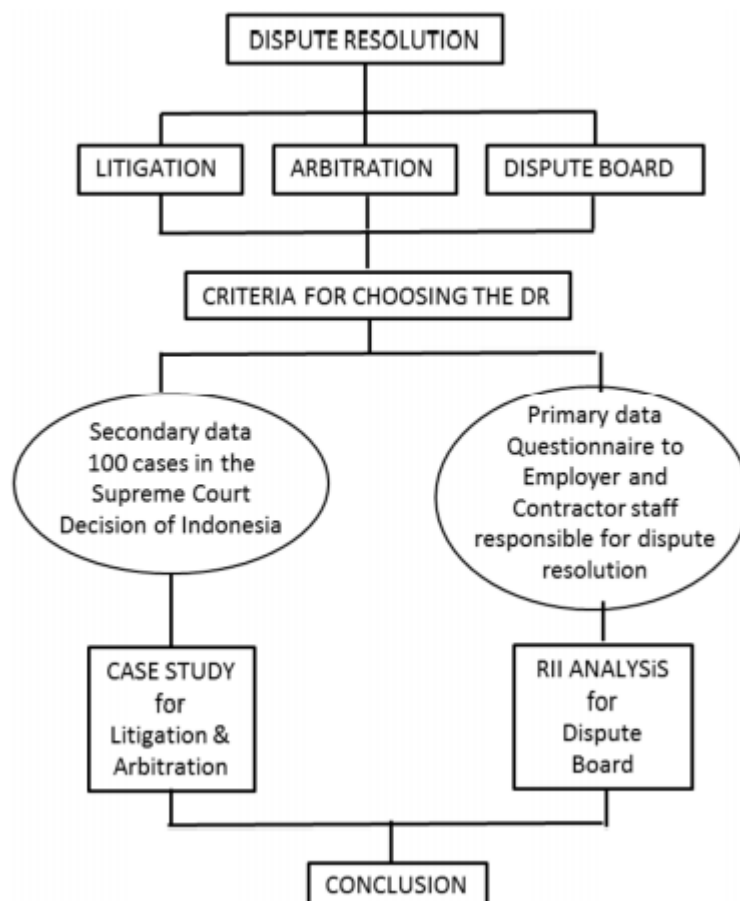 DISPUTE RESOLUTION
LITIGATION
ARBITRATION
DISPUTE BOARD
CRITERIA FOR CHOOSING THE DR
Secondary data
100 cases in the
Supreme Court
Decision of Indonesia
Primary data
Questionnaire to
Employer and
Contractor staff
responsible for dispute
resolution
CASE STUDY
for
Litigation &
Arbitration
RII ANALYSiS
for
Dispute
Board
CONCLUSION